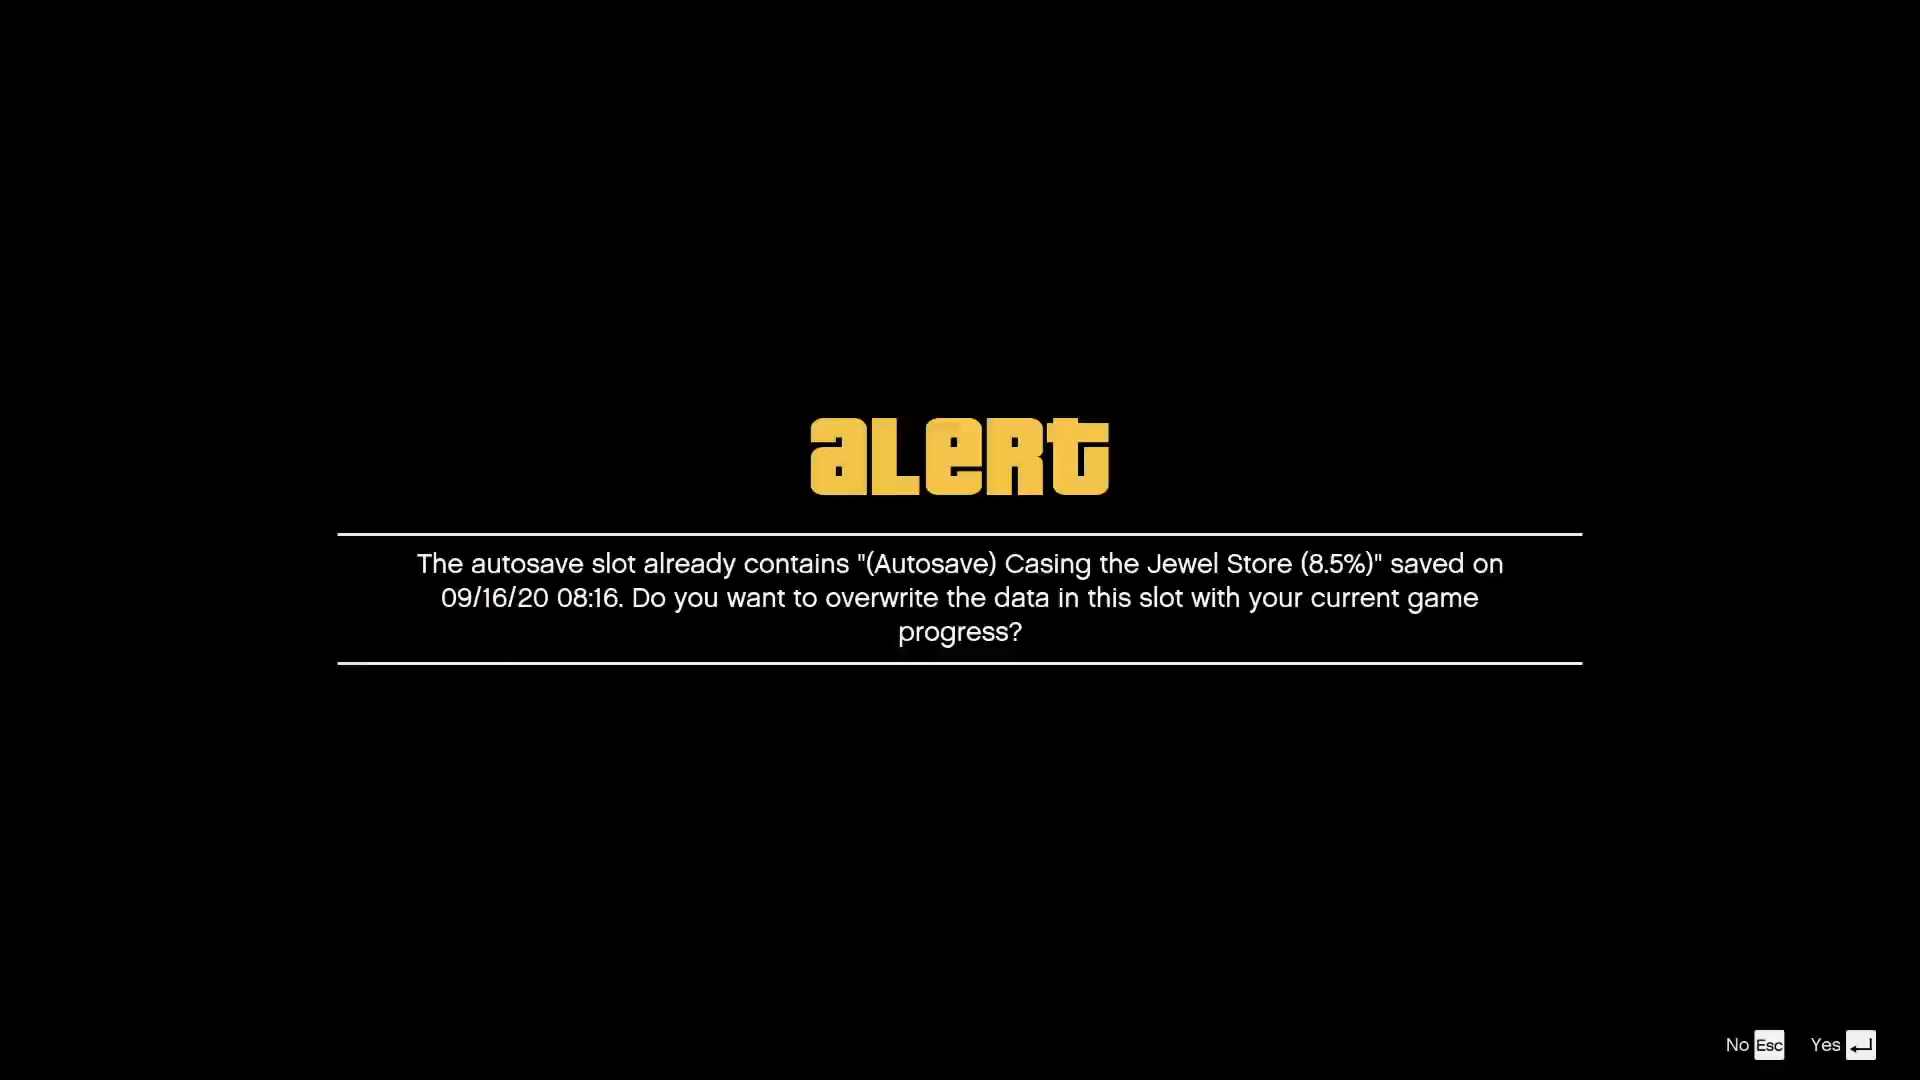 aLeRt
The autosave slot already contains "(Autosave) Casing the Jewel Store (8.5%)" saved on
09/16/20 08:16. Do you want to overwrite the data in this slot with your current game
progress?
No Esc Yes